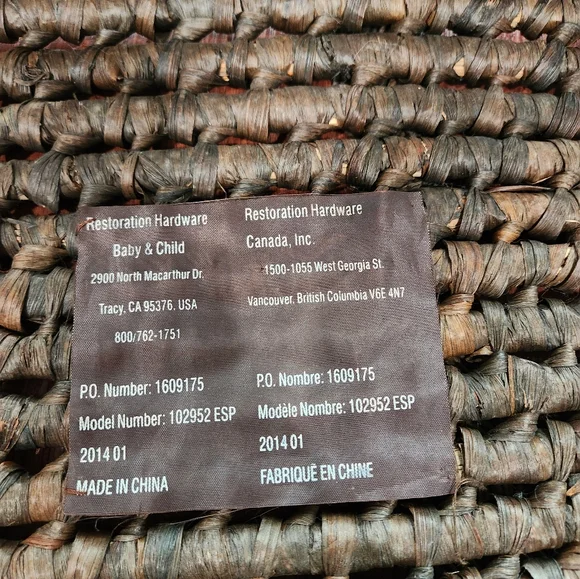 Restoration Hardware
Baby & Child
2900 North Macarthur Dr.
Tracy, CA 95376. USA
800/762-1751
P.O. Number: 1609175
Model Number: 102952 ESP
2014 01
MADE IN CHINA
Restoration Hardware
Canada, Inc.
1500-1055 West Georgia St.
Vancouver, British Columbia V6E 4N7
P.O. Nombre: 1609175
Modèle Nombre: 102952 ESP
2014 01
FABRIQUÉ EN CHINE